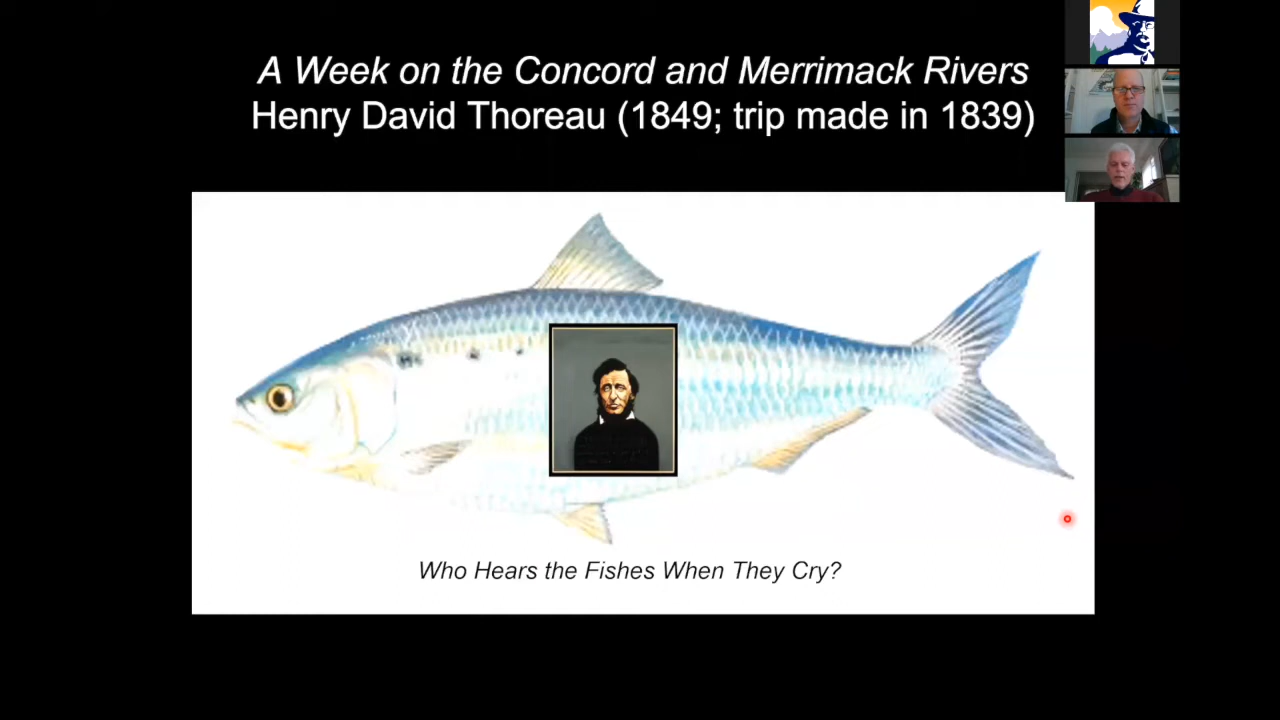 A Week on the Concord and Merrimack Rivers
Henry David Thoreau (1849; trip made in 1839)
Who Hears the Fishes When They Cry?